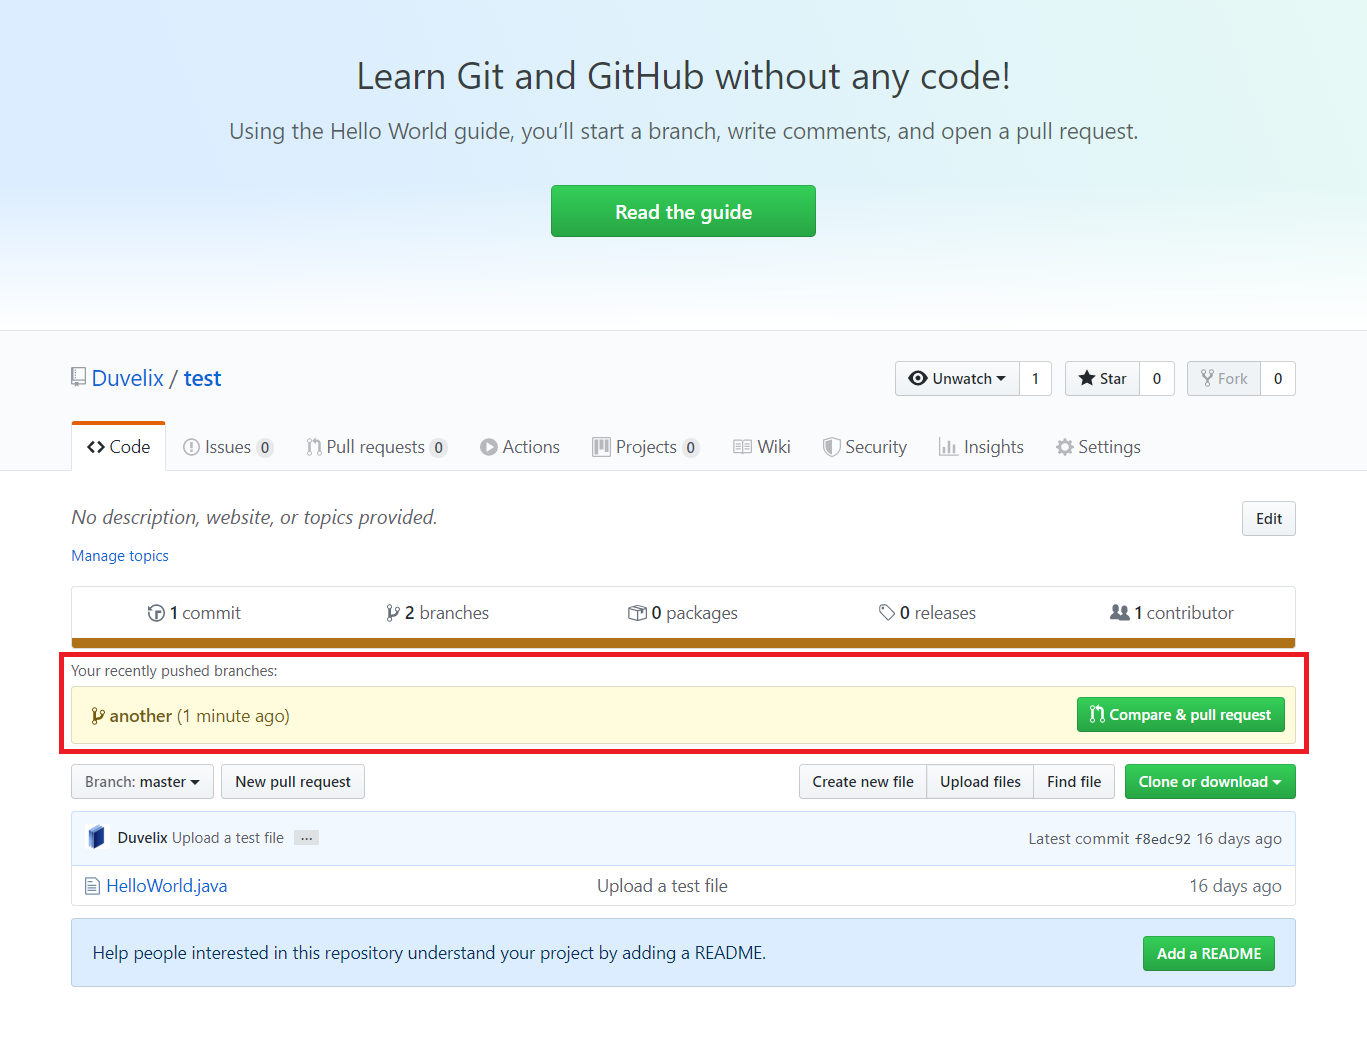 Learn Git and GitHub without any code!
Using the Hello World guide, you’ll start a branch, write comments, and open a pull request.
Read the guide
Duvelix / test
Unwatch 1 Star 0 Fork 0
Code Issues 0 Pull requests 0 Actions Projects 0 Wiki Security Insights Settings
No description, website, or topics provided. Edit
Manage topics
1 commit 2 branches 0 packages 0 releases 1 contributor
Your recently pushed branches:
another (1 minute ago) Compare & pull request
Branch: master New pull request Create new file Upload files Find file Clone or download
Duvelix Upload a test file ... Latest commit f8edc92 16 days ago
HelloWorld.java Upload a test file 16 days ago
Help people interested in this repository understand your project by adding a README. Add a README